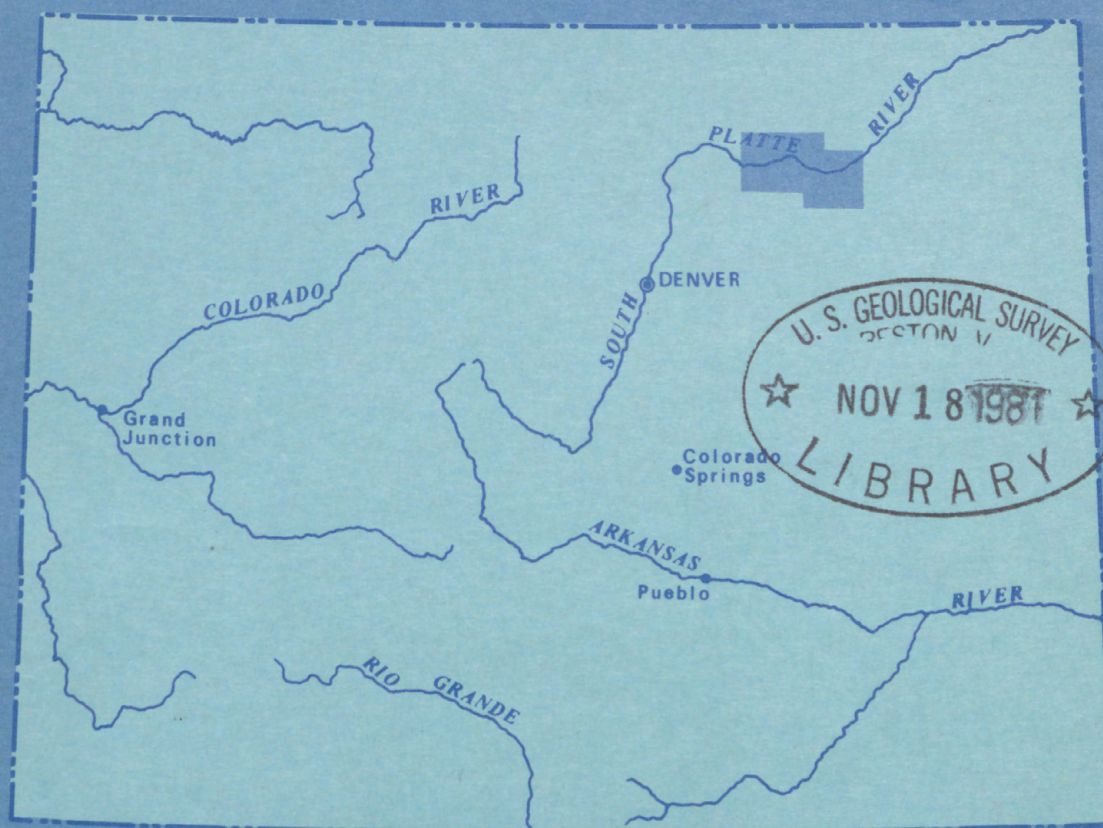 PLATTE RIVER
RIVER
COLORADO
SOUTH
DENVER
U. S. GEOLOGICAL SURVEY
RESTON
NOV 18 1981
LIBRARY
Grand
Junction
Colorado
Springs
ARKANSAS
Pueblo
RIVER
RIO GRANDE